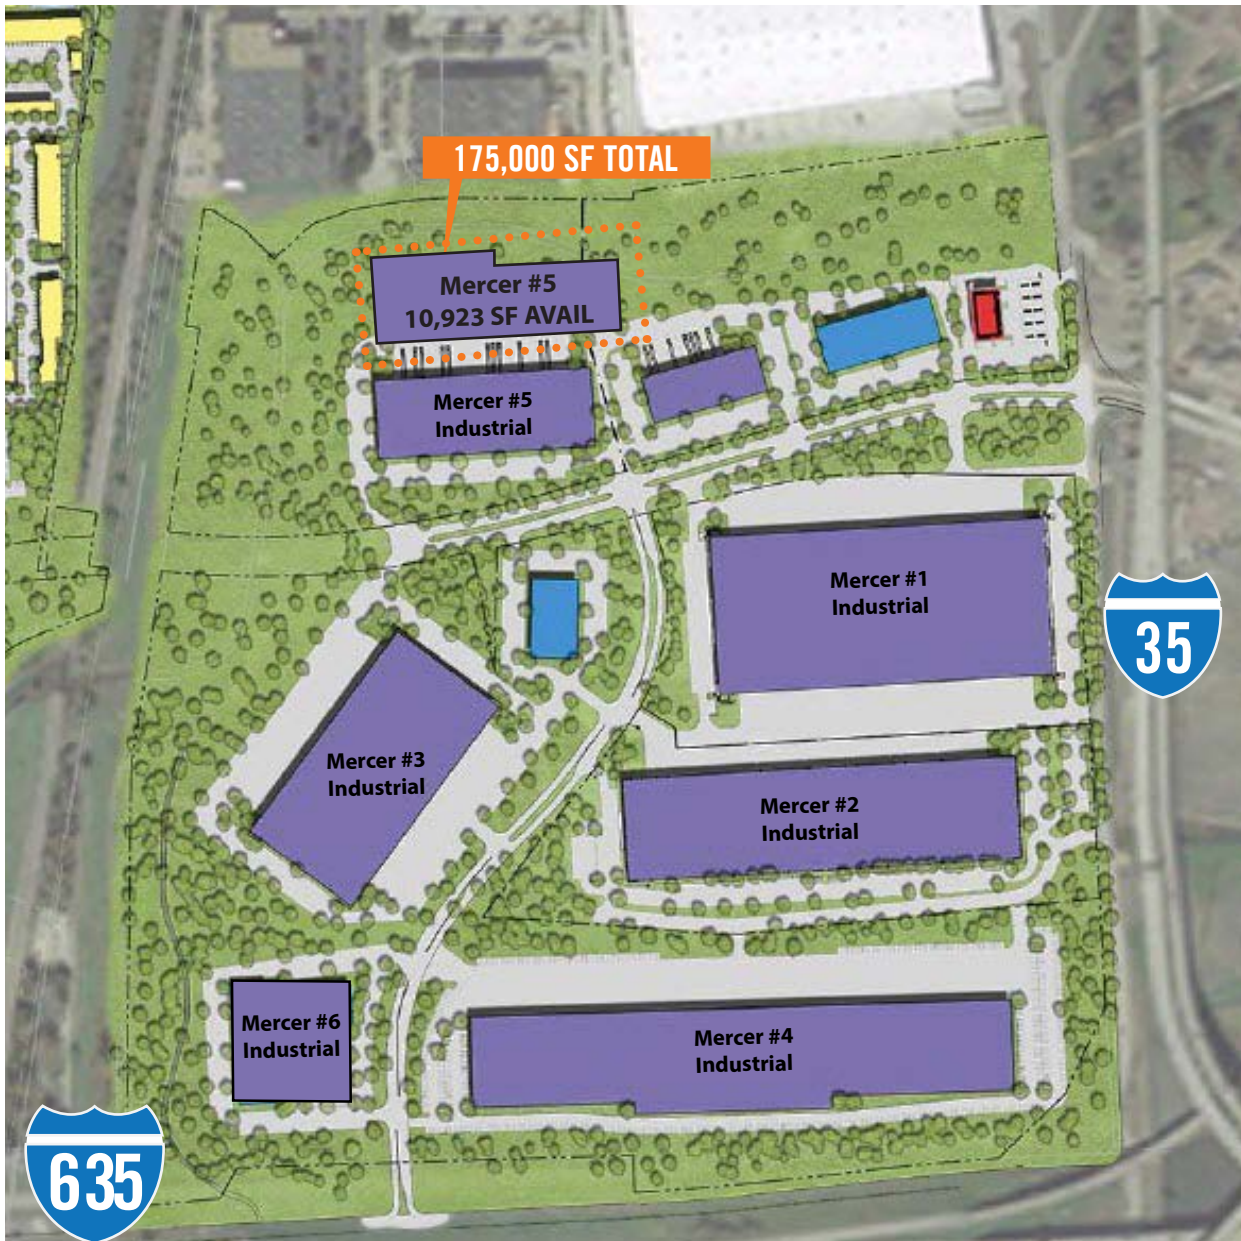 175,000 SF TOTAL
Mercer #5
10,923 SF AVAIL
Mercer #5
Industrial
Mercer #1
Industrial
35
Mercer #3
Industrial
Mercer #2
Industrial
Mercer #6
Industrial
Mercer #4
Industrial
635